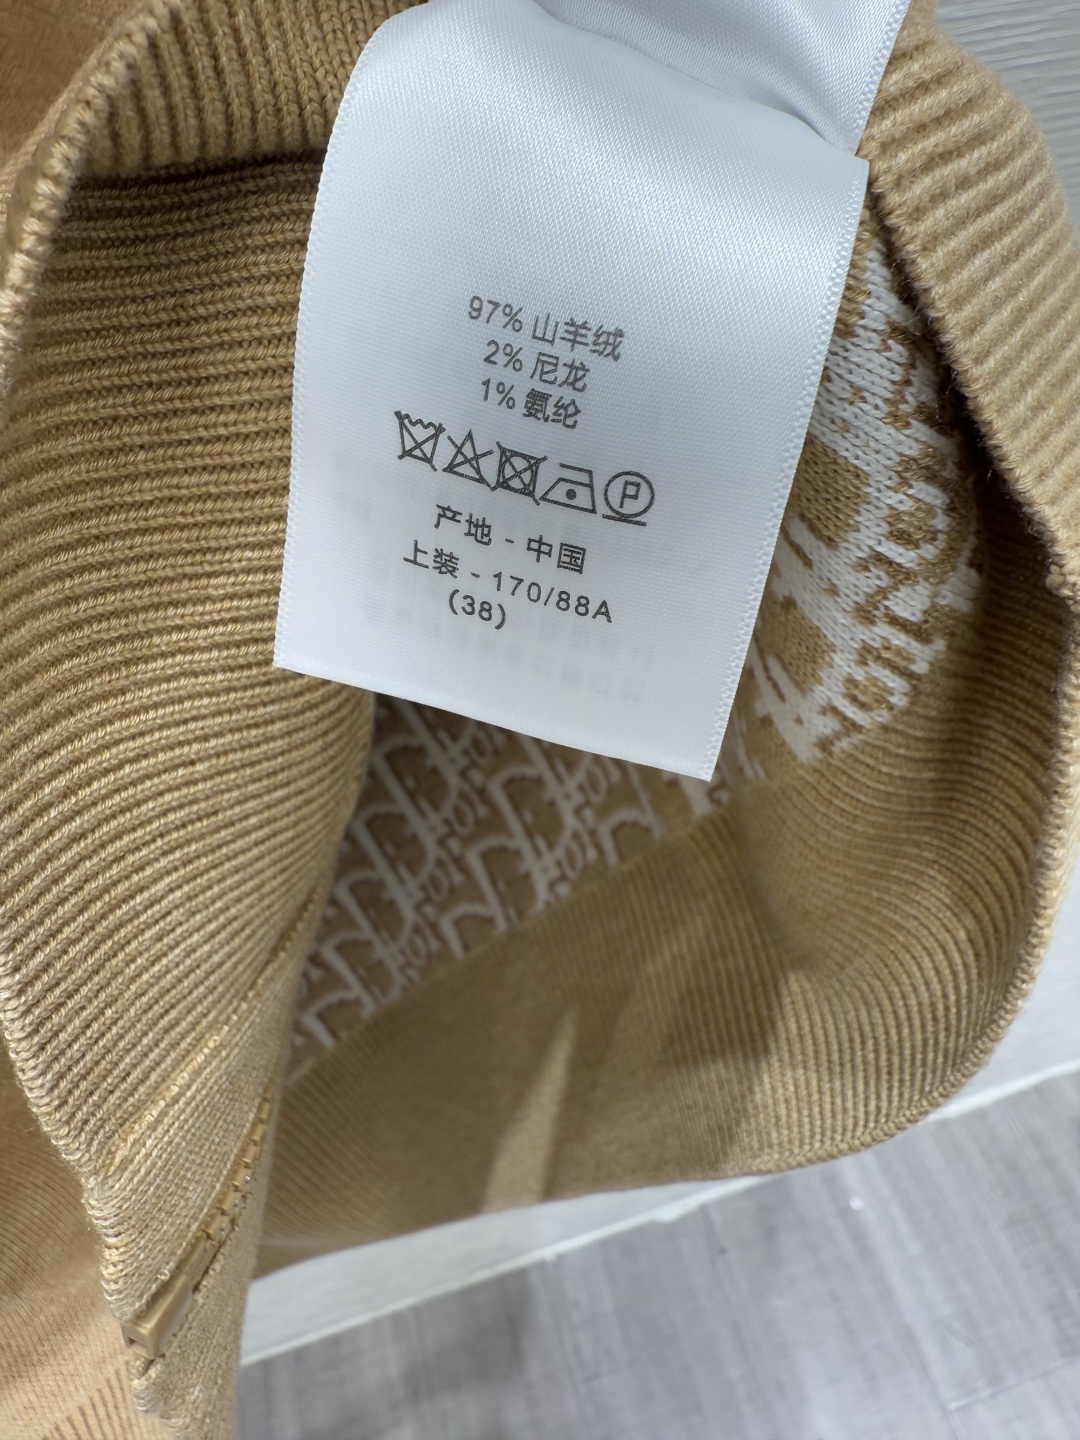 97% 山羊绒
2% 尼龙
1% 氨纶
P
产地 - 中国
上装 - 170/88A
(38)